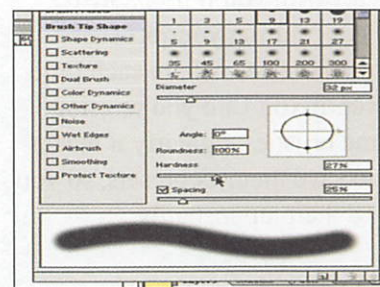 Brush Tip Shape
Shape Dynamics
Scattering
Texture
Dual Brush
Color Dynamics
Other Dynamics
Noise
Wet Edges
Airbrush
Smoothing
Protect Texture
1 3 5 9 13 19
5 9 13 17 21 27
35 45 65 100 200 300
Diameter 32 px
Angle: 0°
Roundness: 100%
Hardness 27%
Spacing 25%